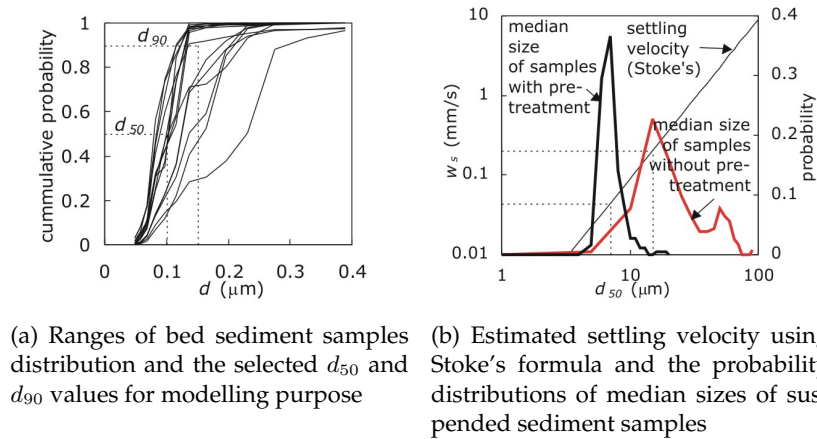 1
0.8
0.6
0.4
0.2
0
cummulative probability
d90
d50
0
0.1
0.2
0.3
0.4
d (μm)
10
1
0.1
0.01
ws (mm/s)
median
size
of samples
with pre-
treatment
settling
velocity
(Stoke's)
median size
of samples
without pre-
treatment
0.4
0.3
0.2
0.1
0
probability
1
10
100
d50 (μm)
(a) Ranges of bed sediment samples
distribution and the selected d50 and
d90 values for modelling purpose
(b) Estimated settling velocity using
Stoke's formula and the probability
distributions of median sizes of sus-
pended sediment samples